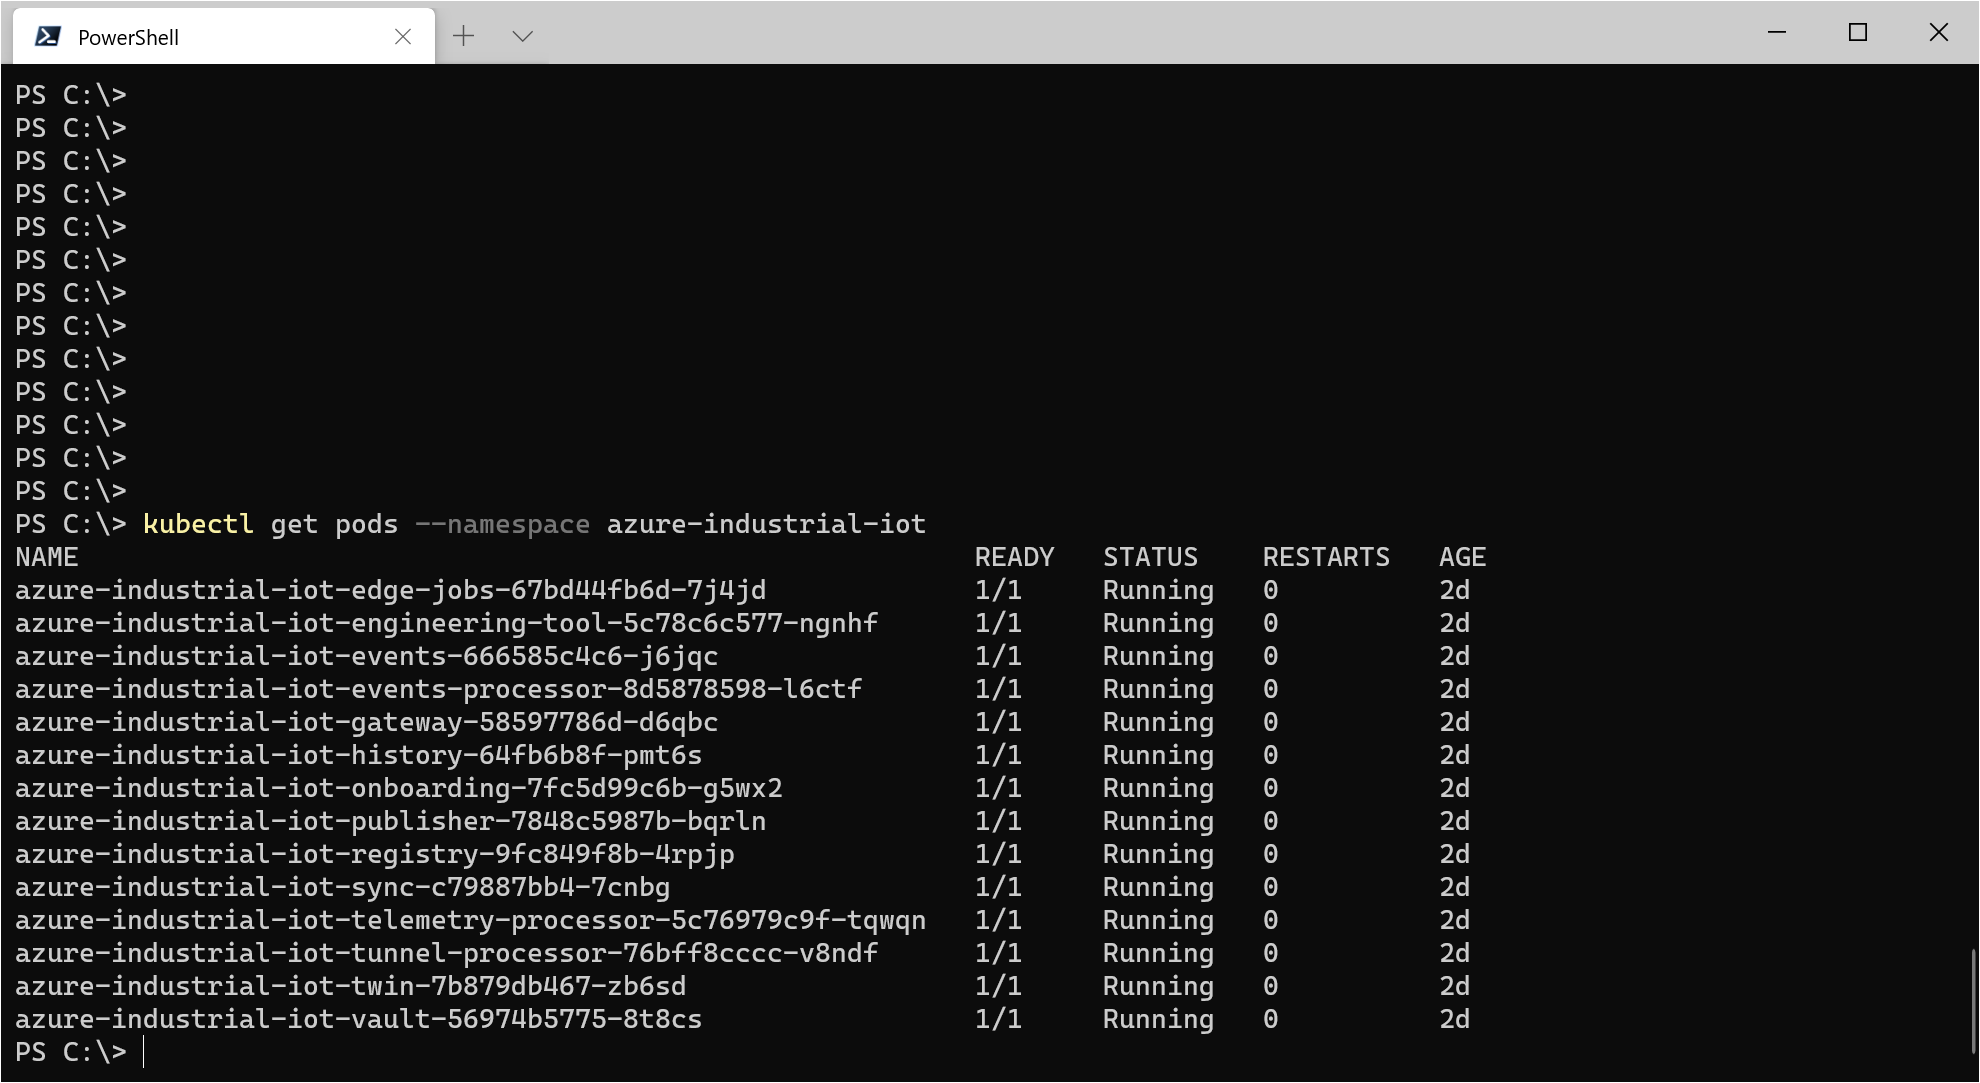 PowerShell
PS C:\>
PS C:\>
PS C:\>
PS C:\>
PS C:\>
PS C:\>
PS C:\>
PS C:\>
PS C:\>
PS C:\>
PS C:\>
PS C:\>
PS C:\>
PS C:\> kubectl get pods --namespace azure-industrial-iot
NAME READY STATUS RESTARTS AGE
azure-industrial-iot-edge-jobs-67bd44fb6d-7j4jd 1/1 Running 0 2d
azure-industrial-iot-engineering-tool-5c78c6c577-ngnhf 1/1 Running 0 2d
azure-industrial-iot-events-666585c4c6-j6jqc 1/1 Running 0 2d
azure-industrial-iot-events-processor-8d5878598-l6ctf 1/1 Running 0 2d
azure-industrial-iot-gateway-58597786d-d6qbc 1/1 Running 0 2d
azure-industrial-iot-history-64fb6b8f-pmt6s 1/1 Running 0 2d
azure-industrial-iot-onboarding-7fc5d99c6b-g5wx2 1/1 Running 0 2d
azure-industrial-iot-publisher-7848c5987b-bqrln 1/1 Running 0 2d
azure-industrial-iot-registry-9fc849f8b-4rpjp 1/1 Running 0 2d
azure-industrial-iot-sync-c79887bb4-7cnbg 1/1 Running 0 2d
azure-industrial-iot-telemetry-processor-5c76979c9f-tqwqn 1/1 Running 0 2d
azure-industrial-iot-tunnel-processor-76bff8cccc-v8ndf 1/1 Running 0 2d
azure-industrial-iot-twin-7b879db467-zb6sd 1/1 Running 0 2d
azure-industrial-iot-vault-56974b5775-8t8cs 1/1 Running 0 2d
PS C:\>